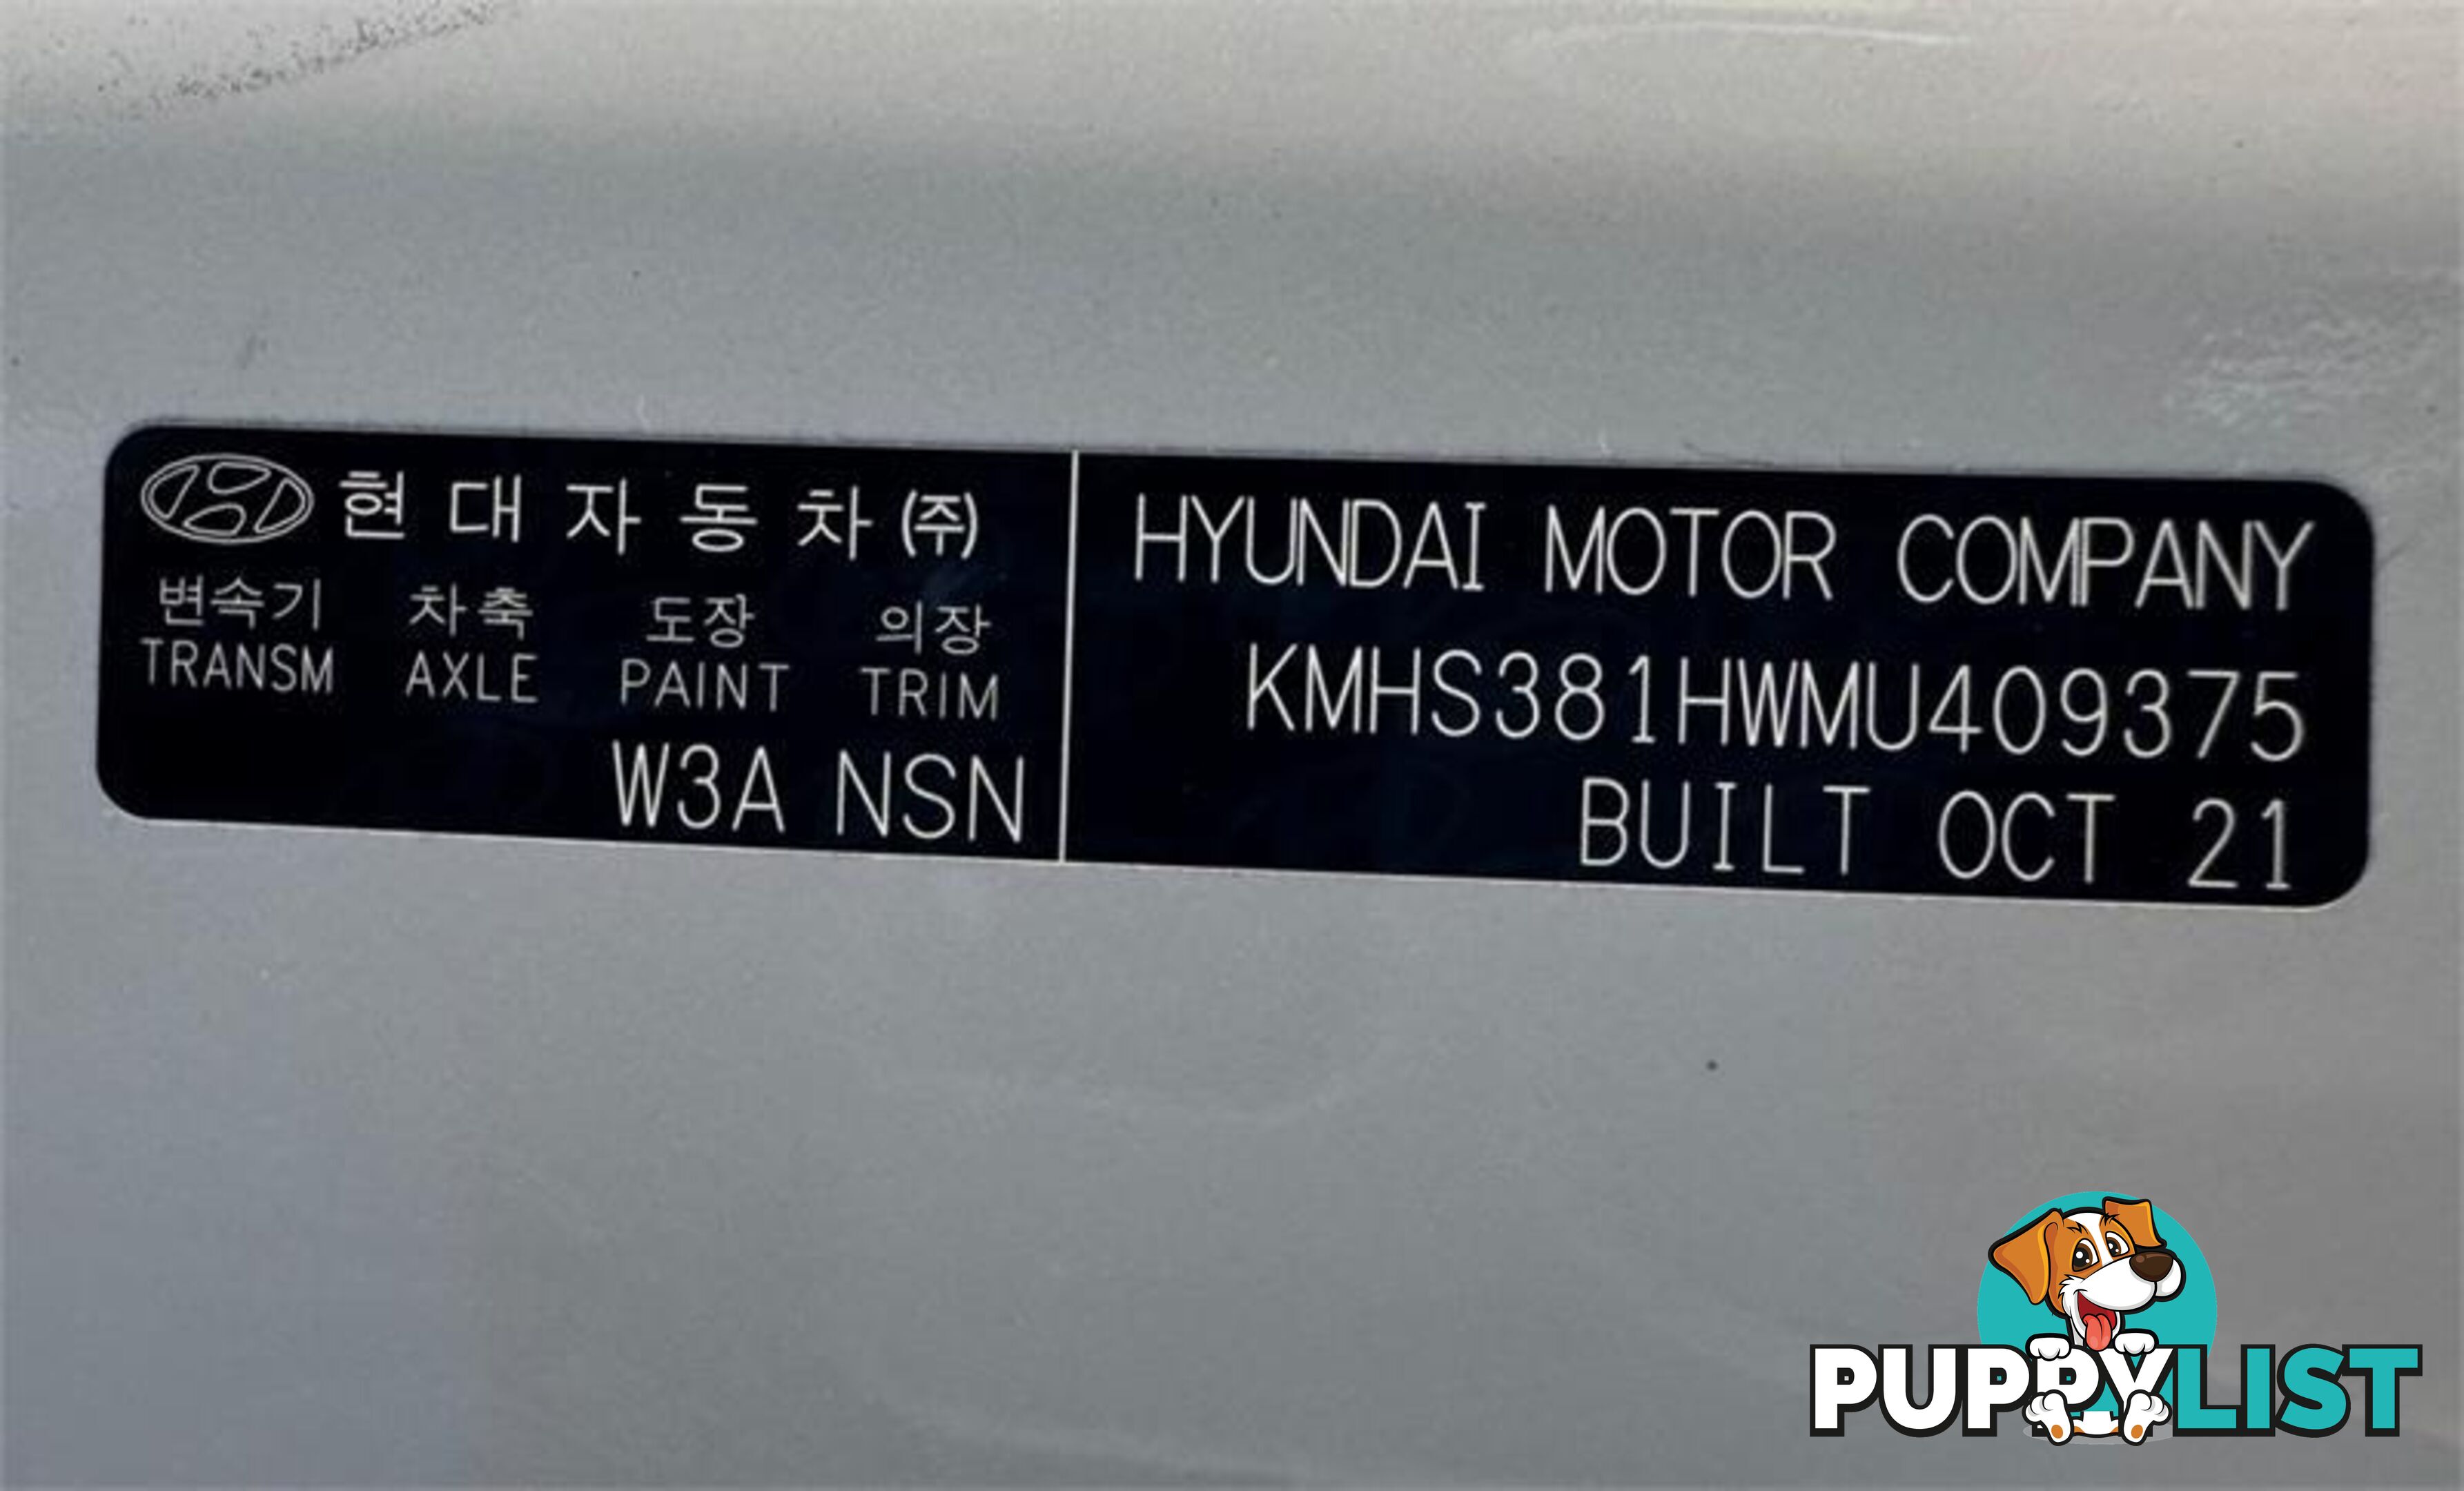 현대자동차㈜
변속기 차축 도장 의장
TRANSM AXLE PAINT TRIM
W3A NSN
HYUNDAI MOTOR COMPANY
KMHS381HWMU409375
BUILT OCT 21
PUPPYLIST